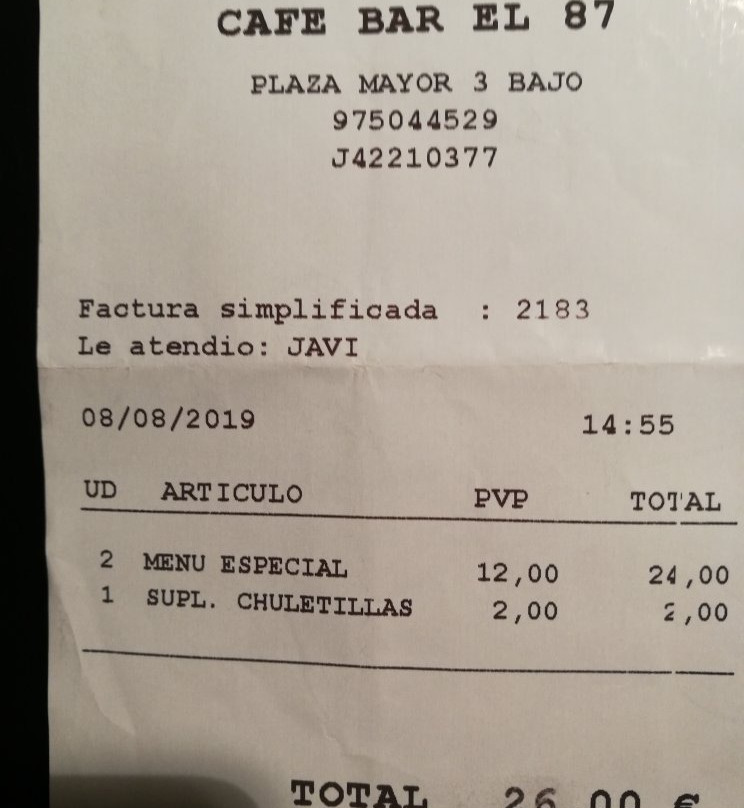 CAFE BAR EL 87
PLAZA MAYOR 3 BAJO
975044529
J42210377
Factura simplificada : 2183
Le atendio: JAVI
08/08/2019 14:55
UD ARTICULO PVP TOTAL
2 MENU ESPECIAL 12,00 24,00
1 SUPL. CHULETILLAS 2,00 2,00
TOTAL 26,00 €